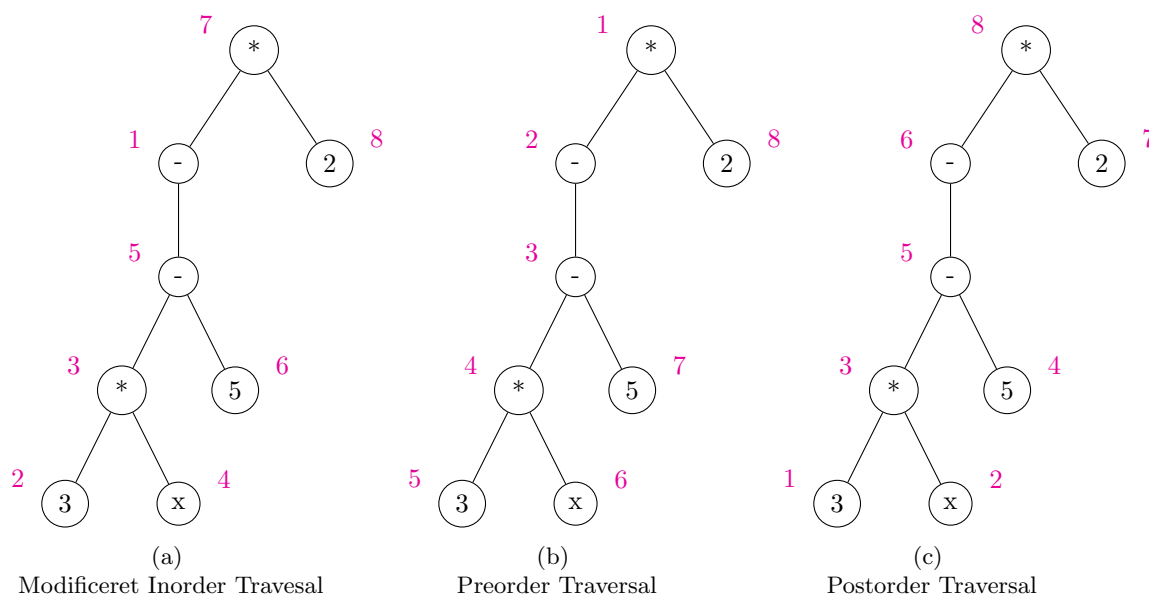 7 * 1 * 8 *
1 - 2 8 2 - 2 8 6 - 2 7
5 - 3 - 5 -
3 * 5 6 4 * 5 7 3 * 5 4
2 3 x 4 5 3 x 6 1 3 x 2
(a) (b) (c)
Modificeret Inorder Travesal Preorder Traversal Postorder Traversal